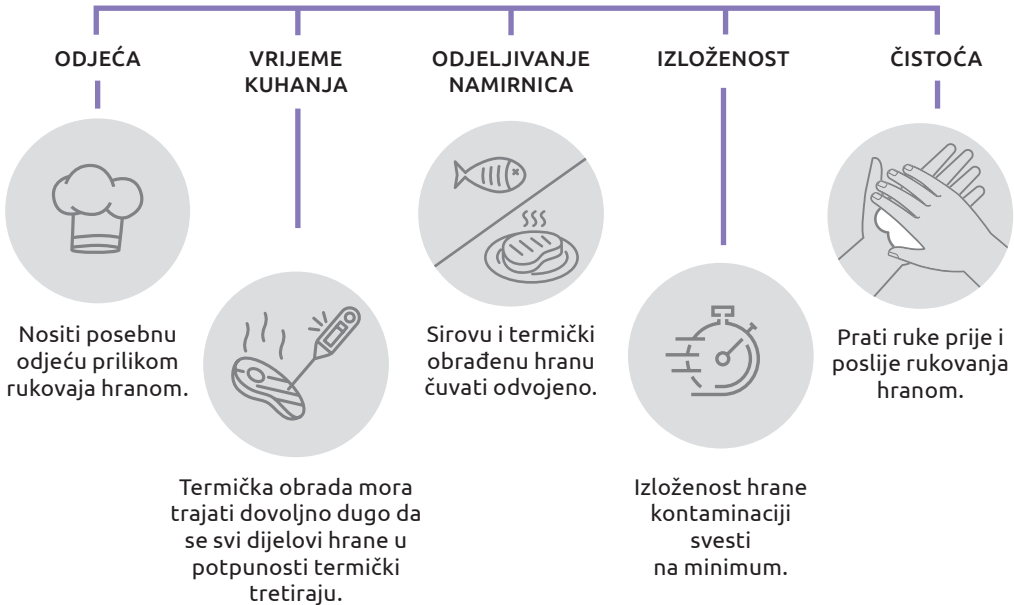 ODJEĆA
Nositi posebnu
odjeću prilikom
rukovaja hranom.
VRIJEME
KUHANJA
Termička obrada mora
trajati dovoljno dugo da
se svi dijelovi hrane u
potpunosti termički
tretiraju.
ODJELJIVANJE
NAMIRNICA
Sirovu i termički
obrađenu hranu
čuvati odvojeno.
IZLOŽENOST
Izloženost hrane
kontaminaciji
svesti
na minimum.
ČISTOĆA
Prati ruke prije i
poslije rukovanja
hranom.